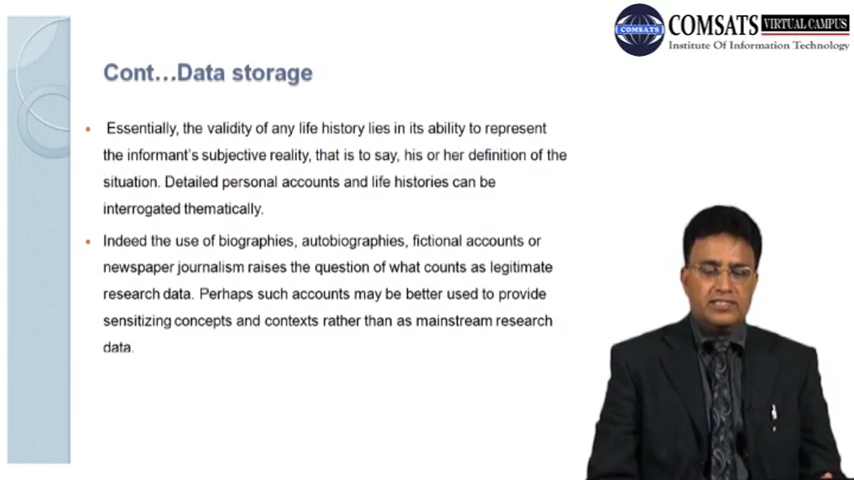 COMSATS VIRTUAL CAMPUS
COMSATS
Institute Of Information Technology
Cont...Data storage
Essentially, the validity of any life history lies in its ability to represent
the informant's subjective reality, that is to say, his or her definition of the
situation. Detailed personal accounts and life histories can be
interrogated thematically.
Indeed the use of biographies, autobiographies, fictional accounts or
newspaper journalism raises the question of what counts as legitimate
research data. Perhaps such accounts may be better used to provide
sensitizing concepts and contexts rather than as mainstream research
data.